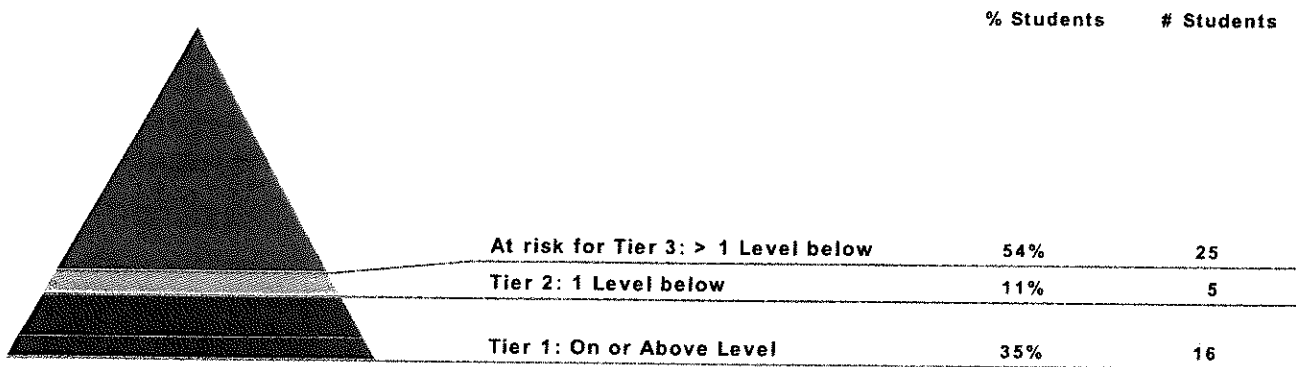 % Students # Students
At risk for Tier 3: > 1 Level below 54% 25
Tier 2: 1 Level below 11% 5
Tier 1: On or Above Level 35% 16